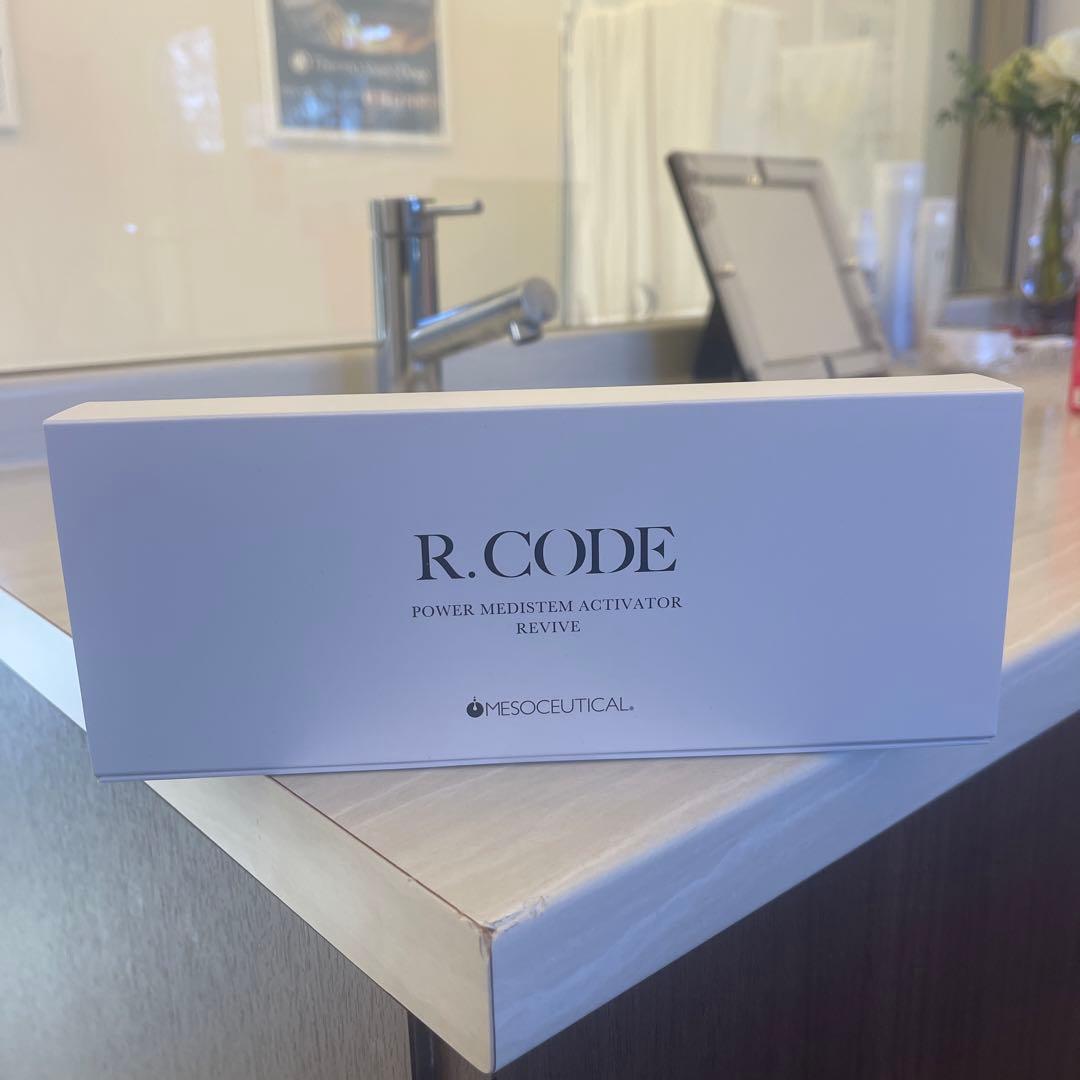 R.CODE
POWER MEDISTEM ACTIVATOR
REVIVE
MESOCEUTICAL®